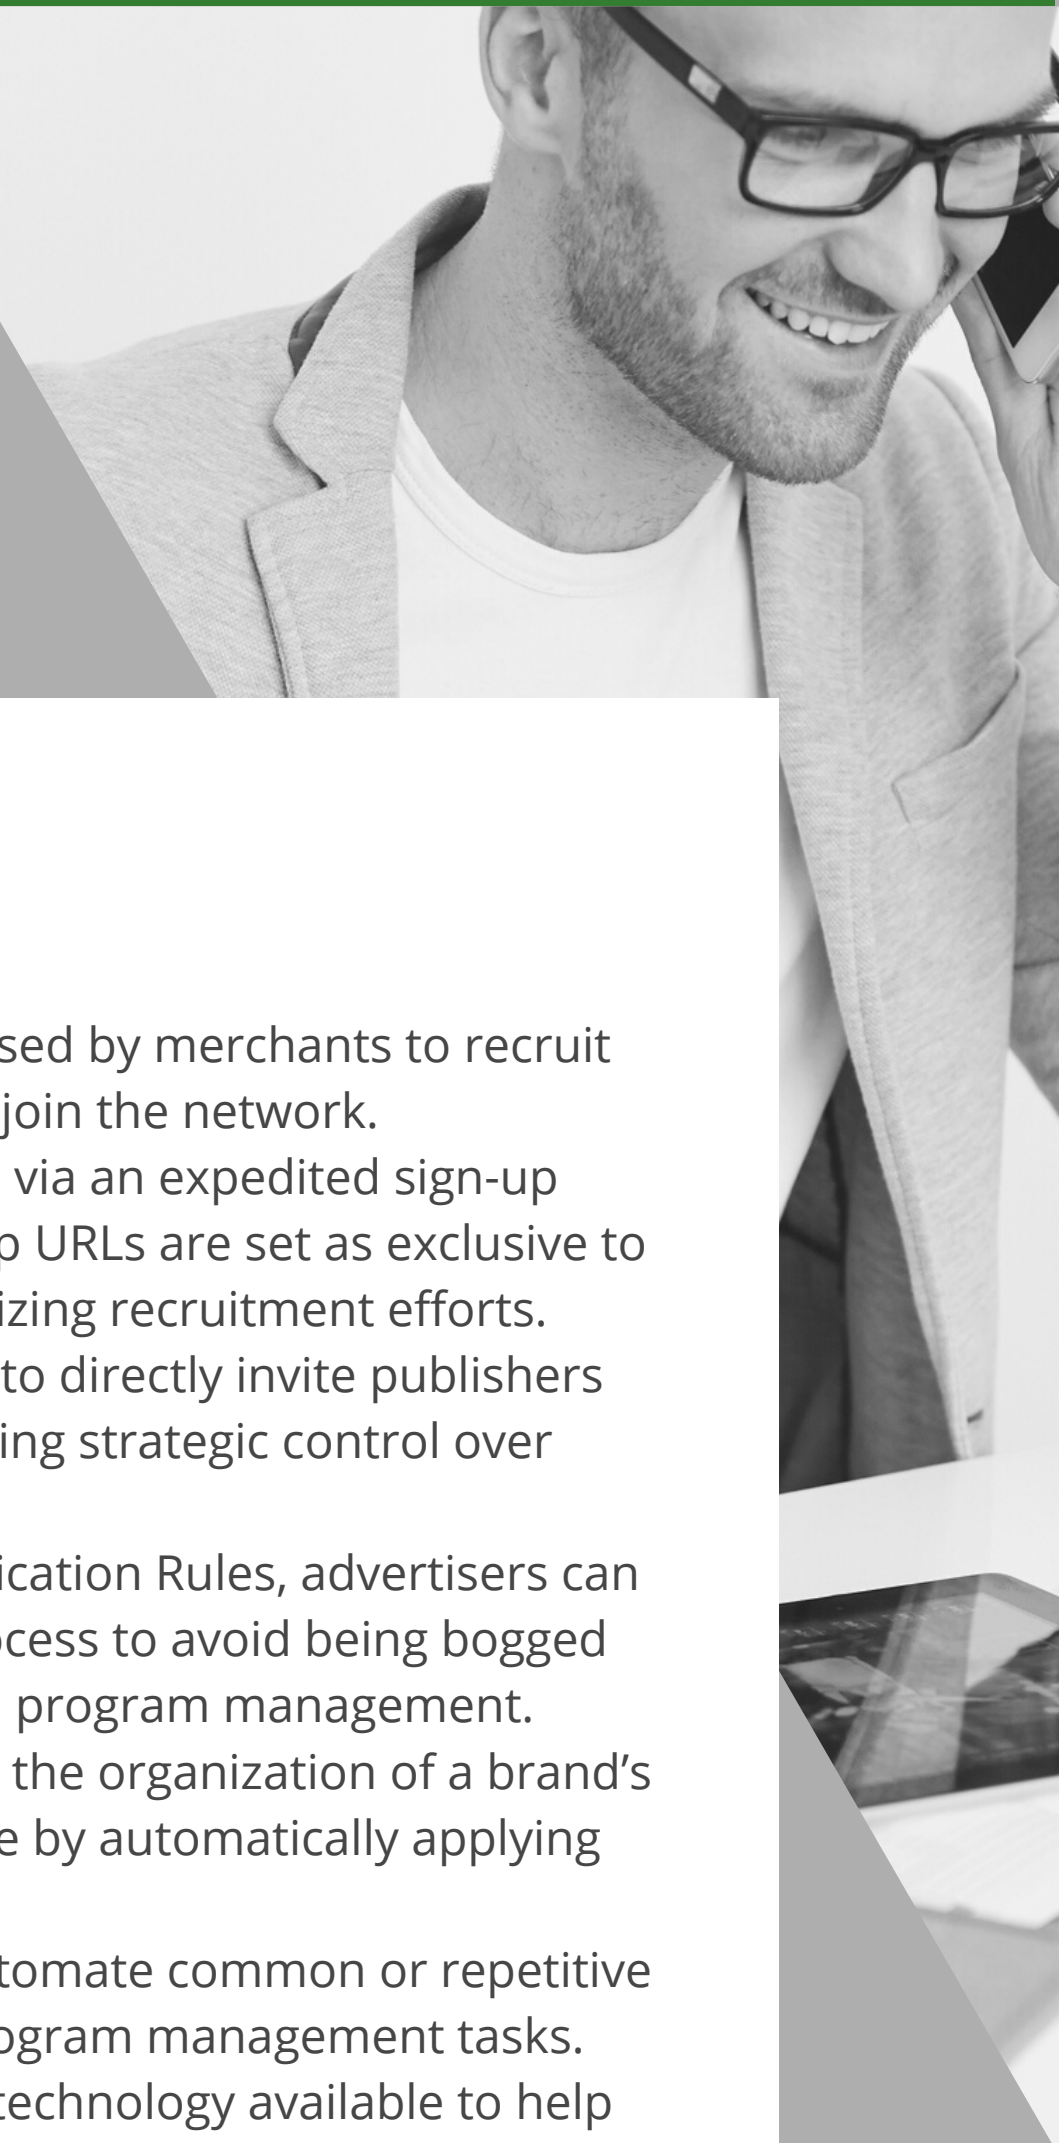 sed by merchants to recruit
join the network.
via an expedited sign-up
p URLs are set as exclusive to
izing recruitment efforts.
to directly invite publishers
ing strategic control over
ication Rules, advertisers can
cess to avoid being bogged
program management.
the organization of a brand’s
e by automatically applying
tomate common or repetitive
ogram management tasks.
technology available to help